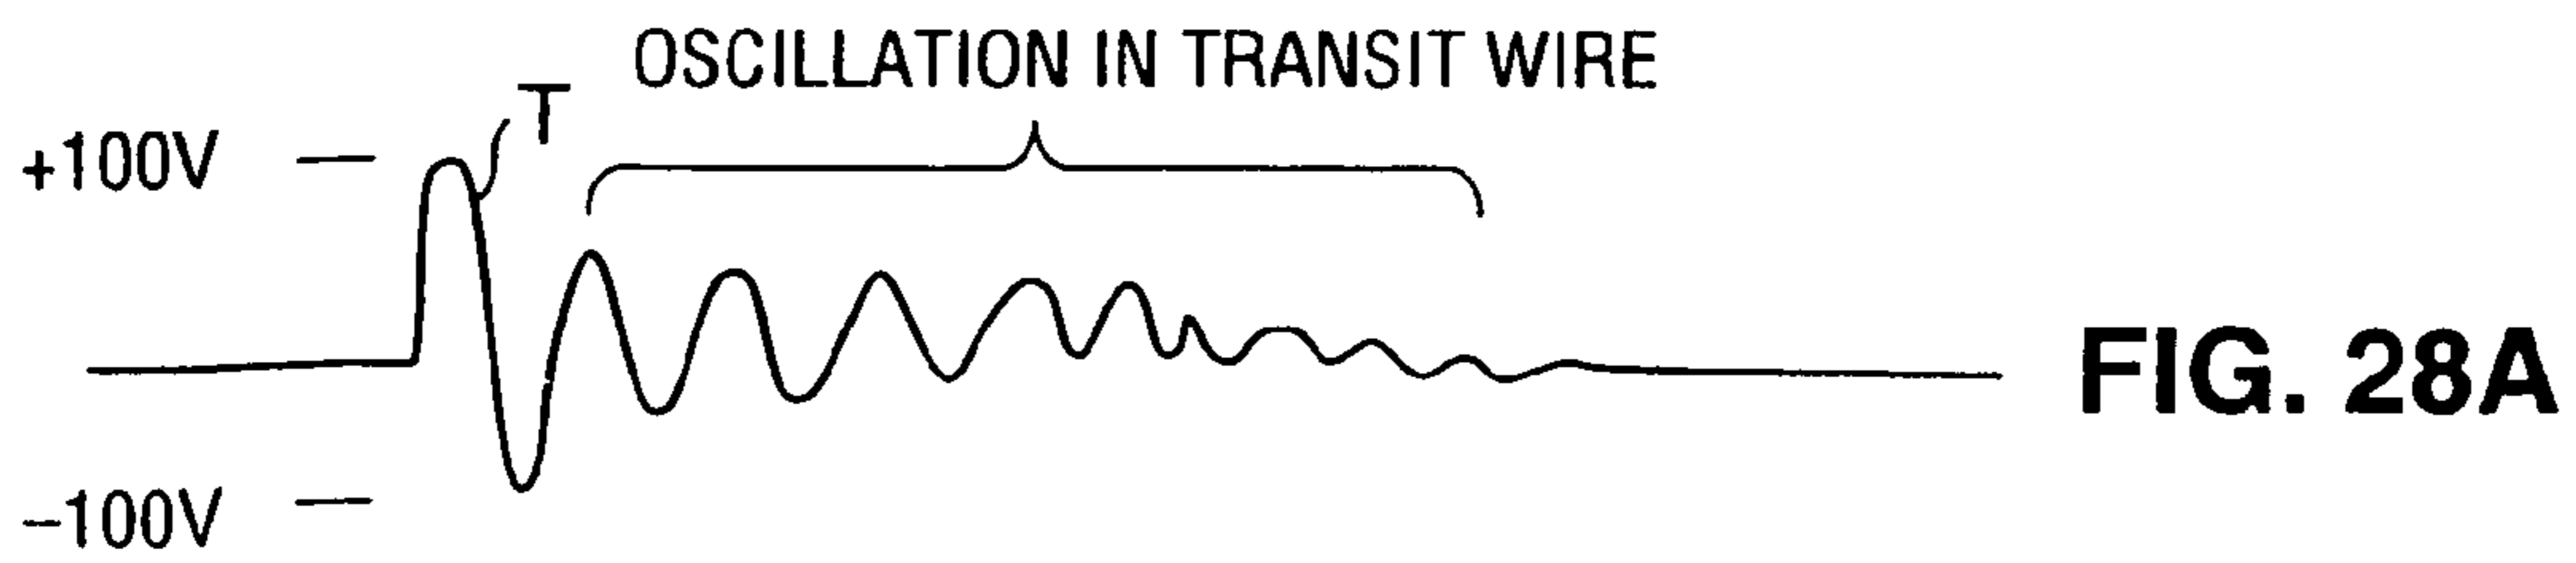 OSCILLATION IN TRANSIT WIRE
T
+100V
FIG. 28A
–100V